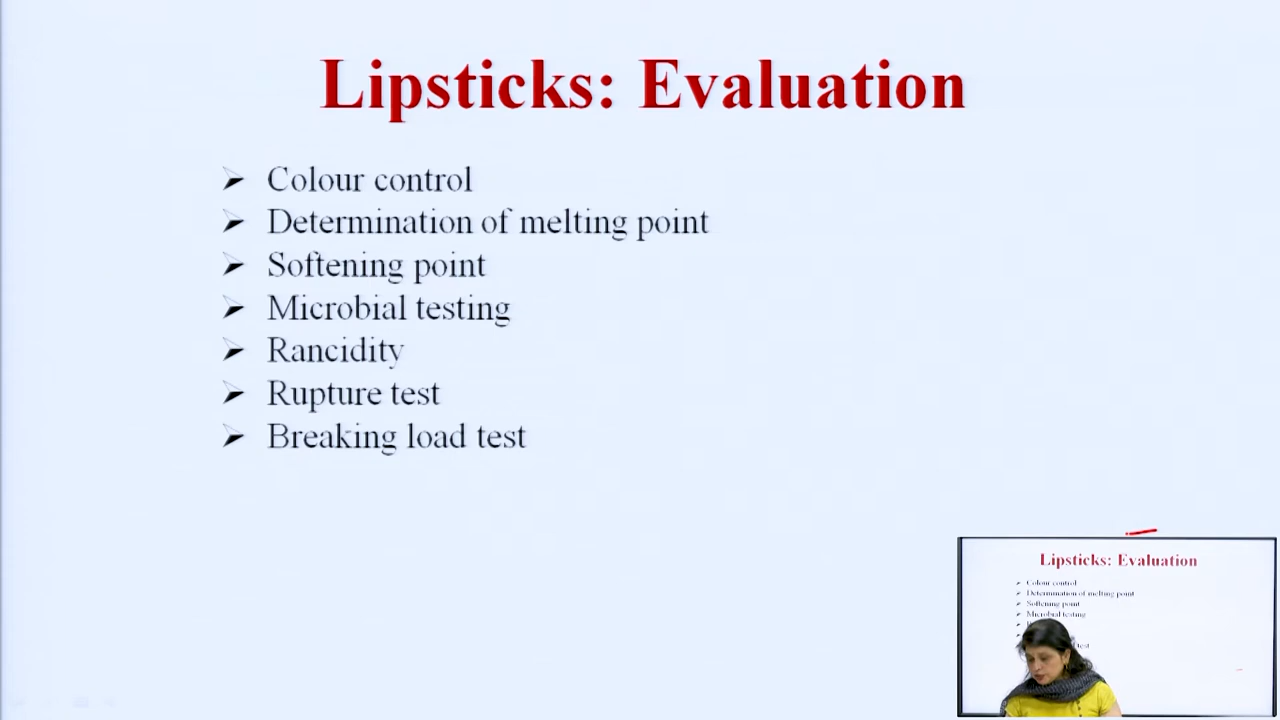 Lipsticks: Evaluation
Colour control
Determination of melting point
Softening point
Microbial testing
Rancidity
Rupture test
Breaking load test
Lipsticks: Evaluation
Colour control
Determination of melting point
Softening point
Microbial testing
test